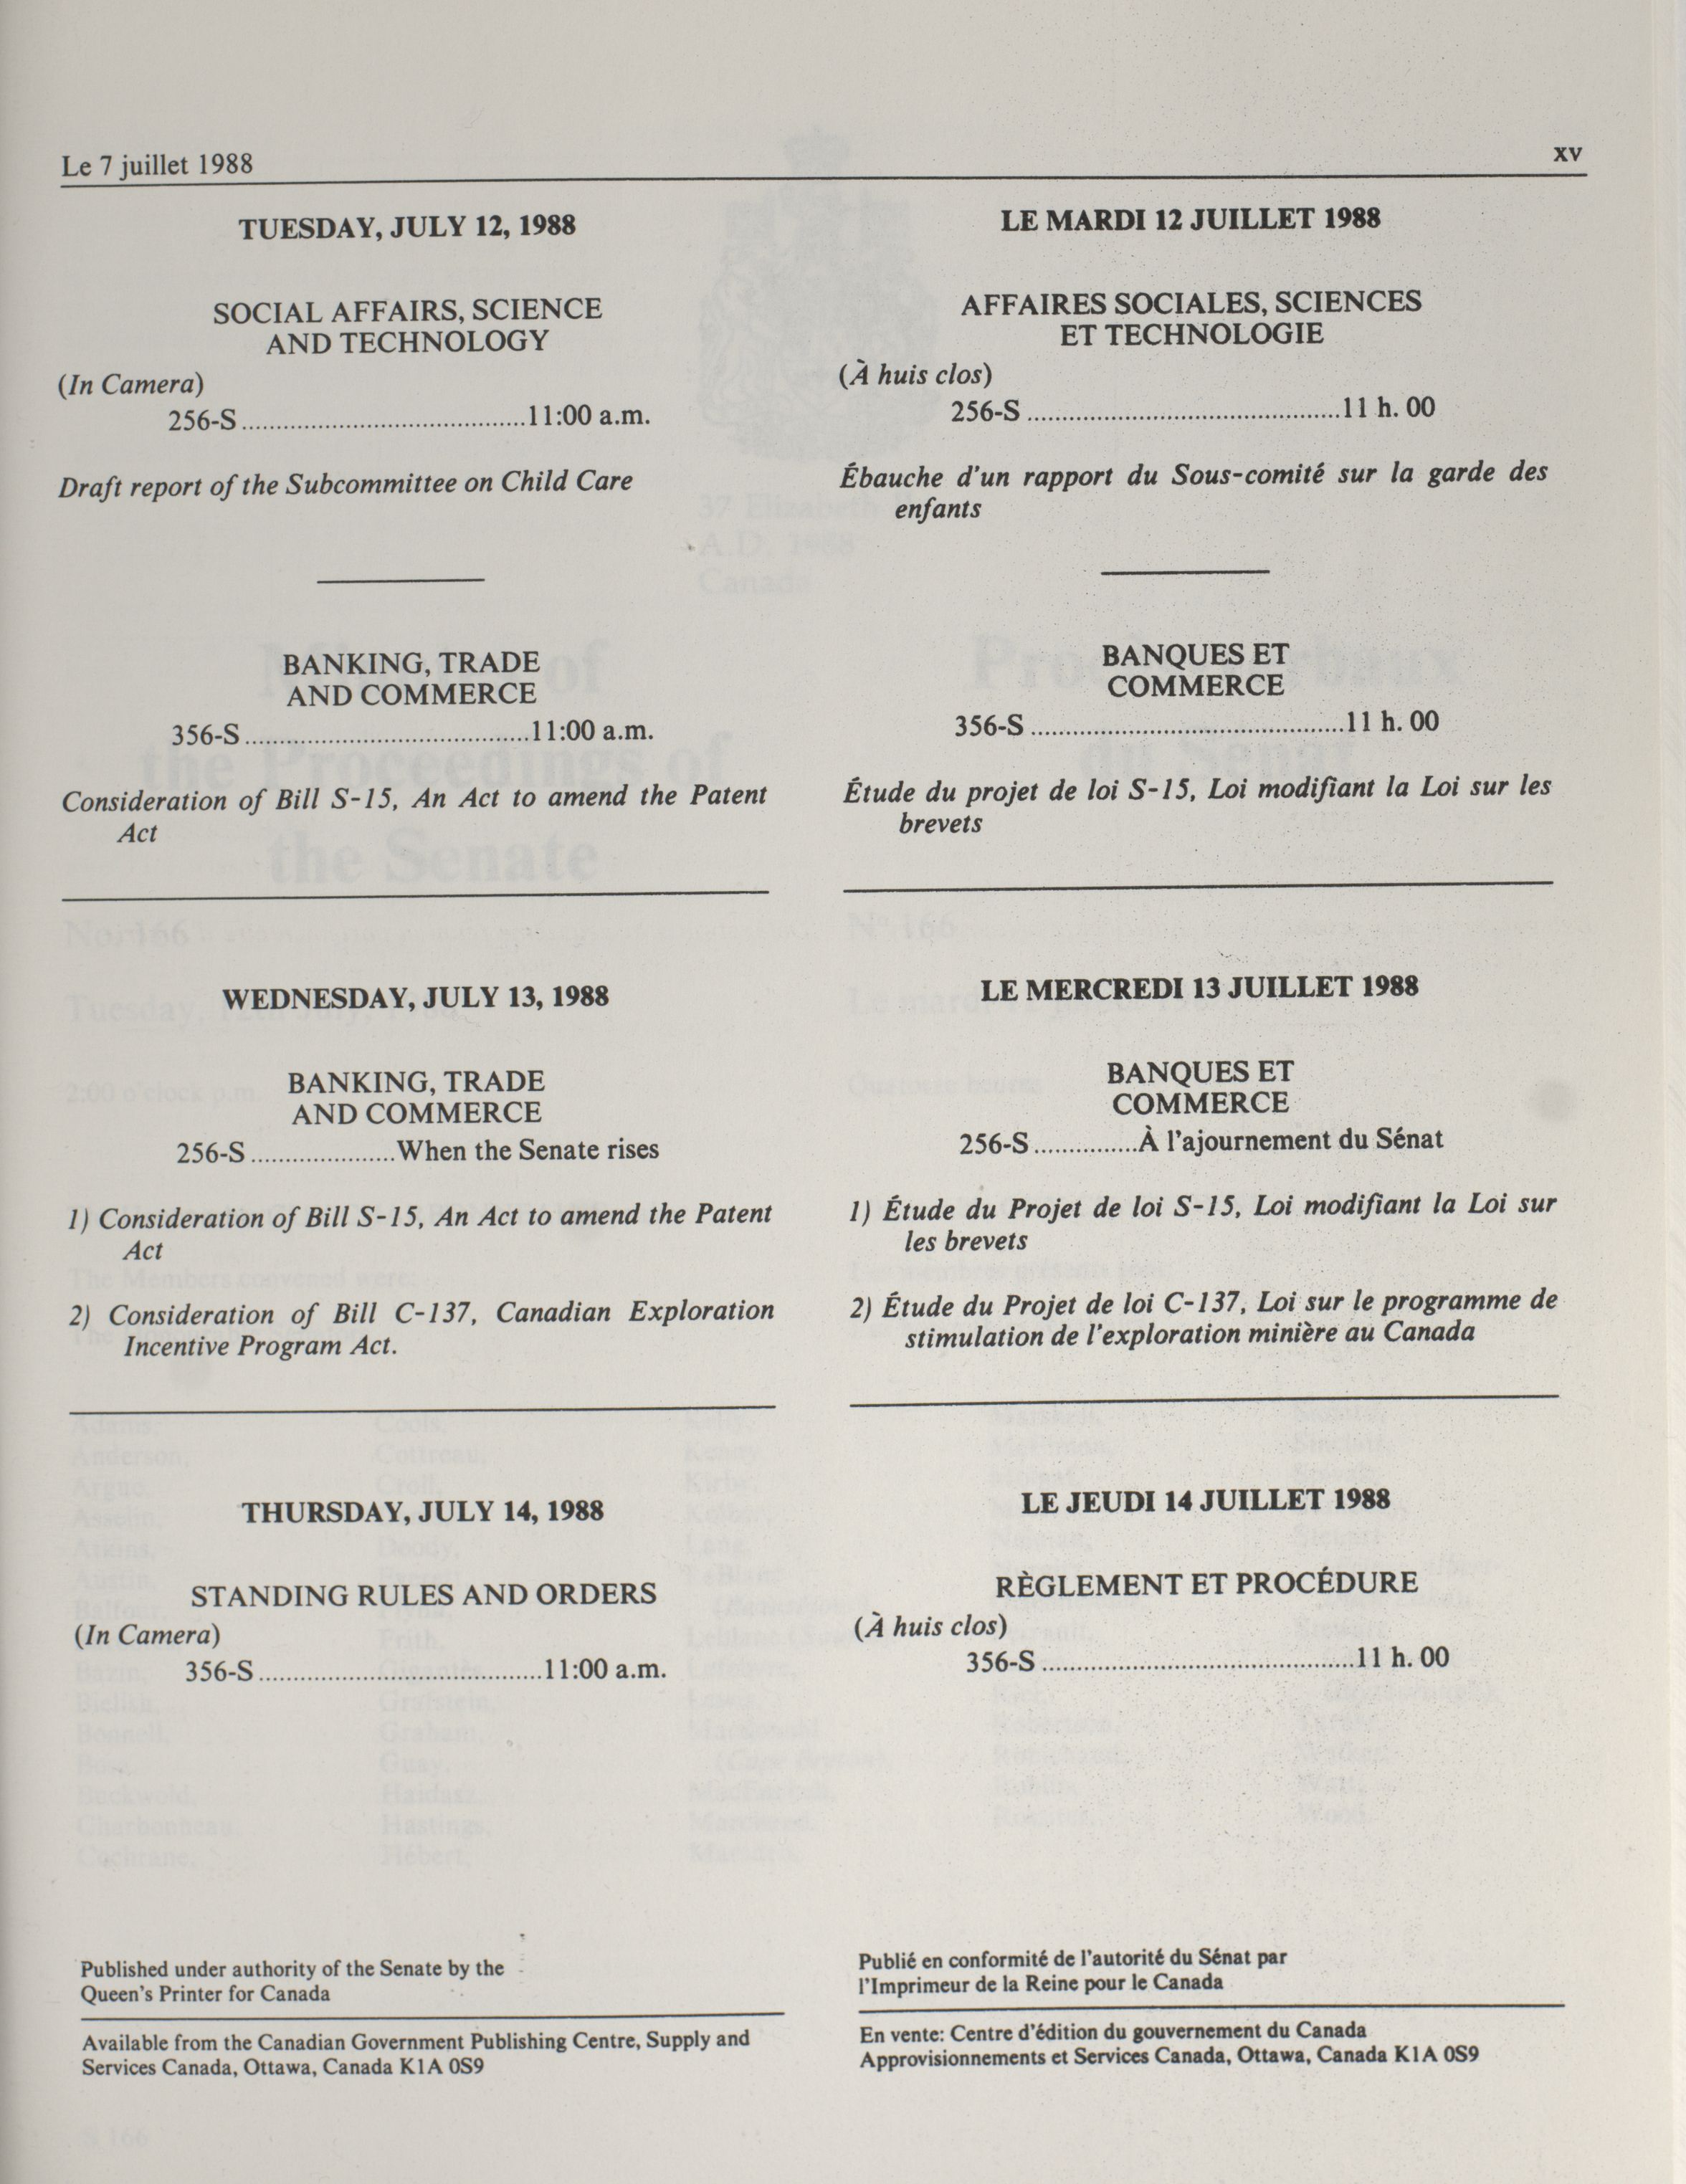 Le 7 juillet 1988
xv
TUESDAY, JULY 12, 1988
SOCIAL AFFAIRS, SCIENCE
AND TECHNOLOGY
(In Camera)
256-S.........................................11:00 a.m.
Draft report of the Subcommittee on Child Care
BANKING, TRADE
AND COMMERCE
356-S.........................................11:00 a.m.
Consideration of Bill S-15, An Act to amend the Patent
Act
WEDNESDAY, JULY 13, 1988
BANKING, TRADE
AND COMMERCE
256-S.....................When the Senate rises
1) Consideration of Bill S-15, An Act to amend the Patent
Act
2) Consideration of Bill C-137, Canadian Exploration
Incentive Program Act.
THURSDAY, JULY 14, 1988
STANDING RULES AND ORDERS
(In Camera)
356-S.........................................11:00 a.m.
Published under authority of the Senate by the
Queen's Printer for Canada
Available from the Canadian Government Publishing Centre, Supply and
Services Canada, Ottawa, Canada K1A 0S9
LE MARDI 12 JUILLET 1988
AFFAIRES SOCIALES, SCIENCES
ET TECHNOLOGIE
(À huis clos)
256-S.............................................11 h. 00
Ébauche d'un rapport du Sous-comité sur la garde des
enfants
BANQUES ET
COMMERCE
356-S.............................................11 h. 00
Étude du projet de loi S-15, Loi modifiant la Loi sur les
brevets
LE MERCREDI 13 JUILLET 1988
BANQUES ET
COMMERCE
256-S...............À l'ajournement du Sénat
1) Étude du Projet de loi S-15, Loi modifiant la Loi sur
les brevets
2) Étude du Projet de loi C-137, Loi sur le programme de
stimulation de l'exploration minière au Canada
LE JEUDI 14 JUILLET 1988
RÈGLEMENT ET PROCÉDURE
(À huis clos)
356-S.............................................11 h. 00
Publié en conformité de l'autorité du Sénat par
l'Imprimeur de la Reine pour le Canada
En vente: Centre d'édition du gouvernement du Canada
Approvisionnements et Services Canada, Ottawa, Canada K1A 0S9